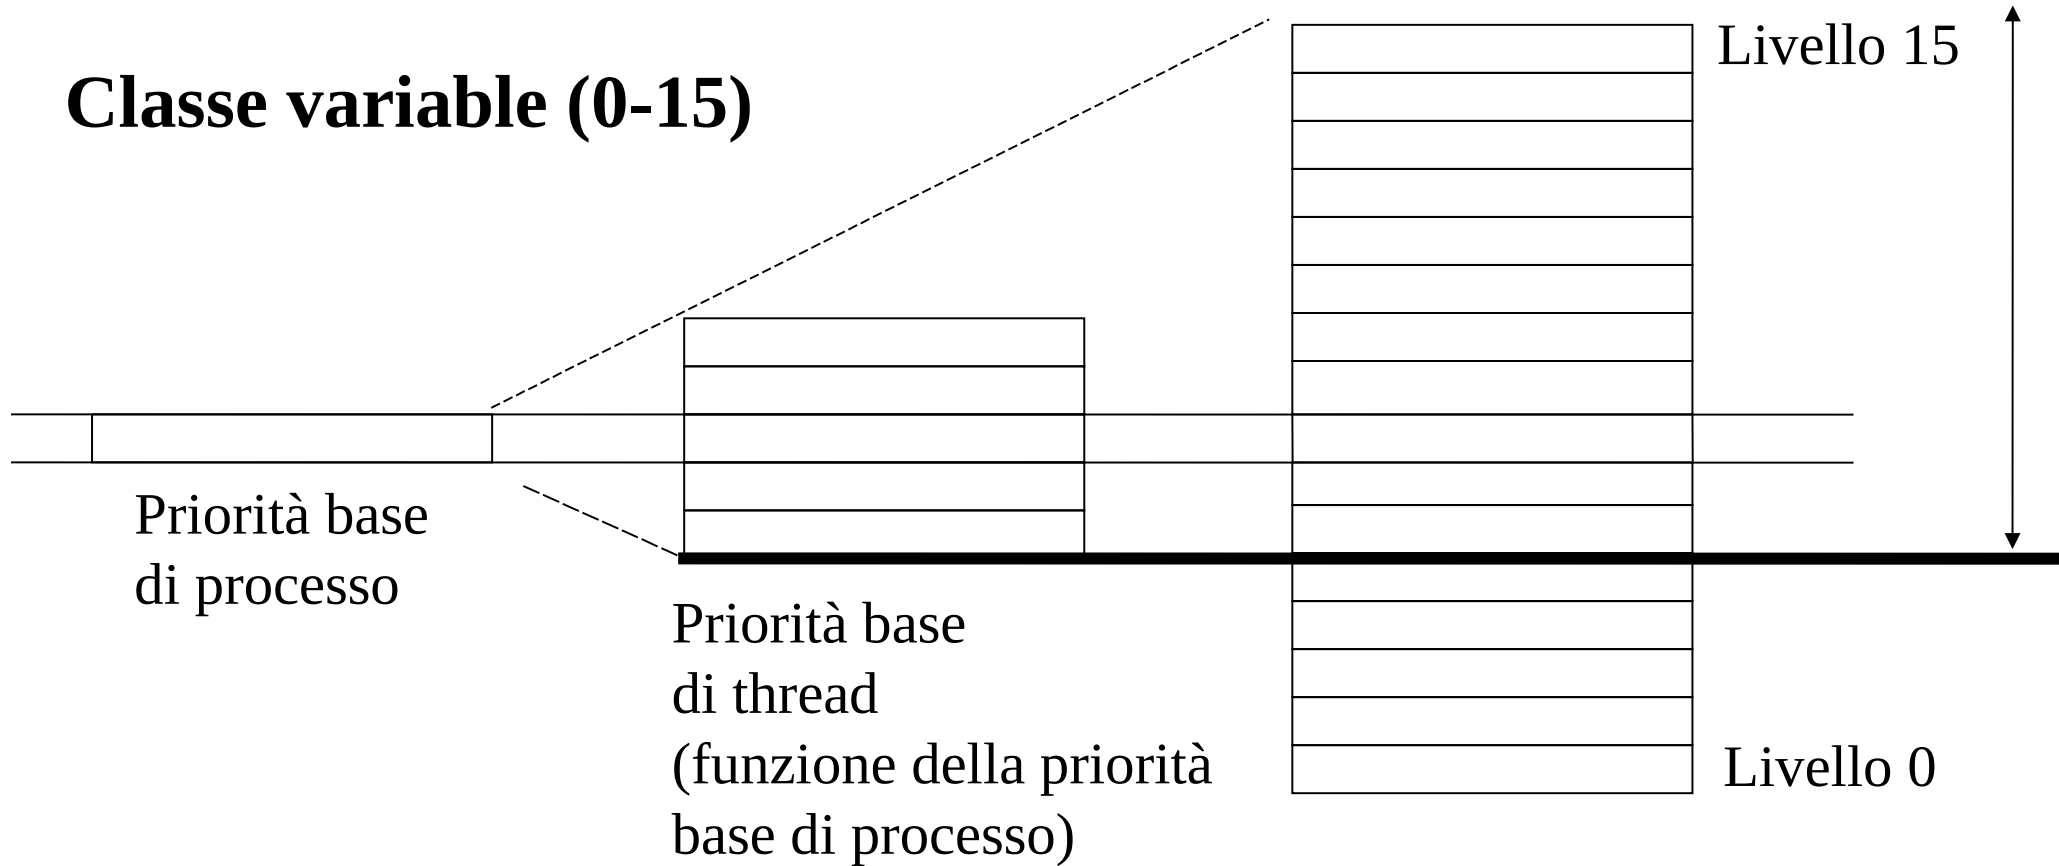 Livello 15
Classe variable (0-15)
Priorità base
di processo
Priorità base
di thread
(funzione della priorità
base di processo)
Livello 0